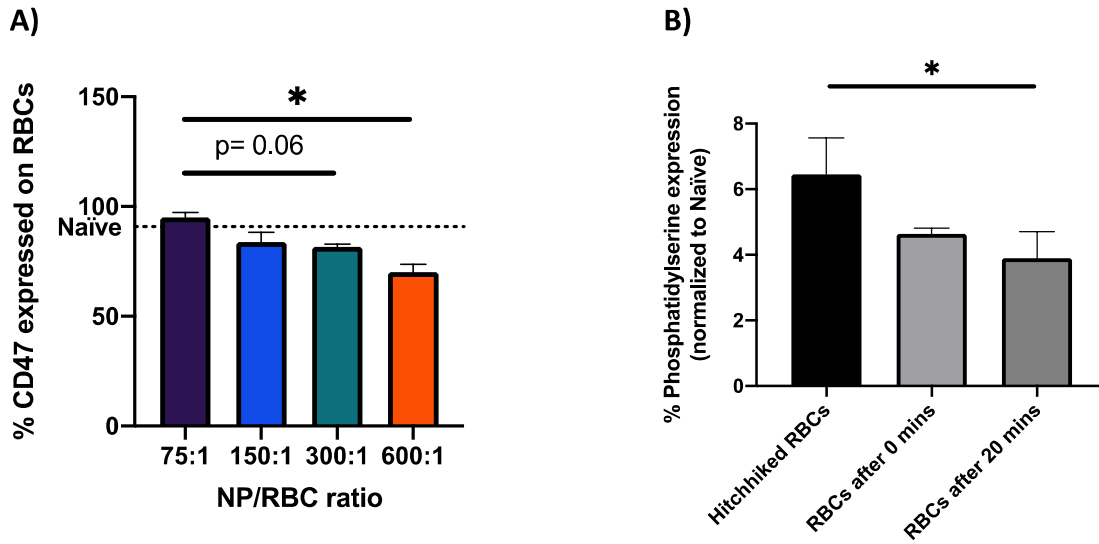 A)
% CD47 expressed on RBCs
150
100
50
0
Naïve
*
p= 0.06
75:1 150:1 300:1 600:1
NP/RBC ratio
B)
% Phosphatidylserine expression
(normalized to Naïve)
8
6
4
2
0
*
Hitchhiked RBCs
RBCs after 0 mins
RBCs after 20 mins